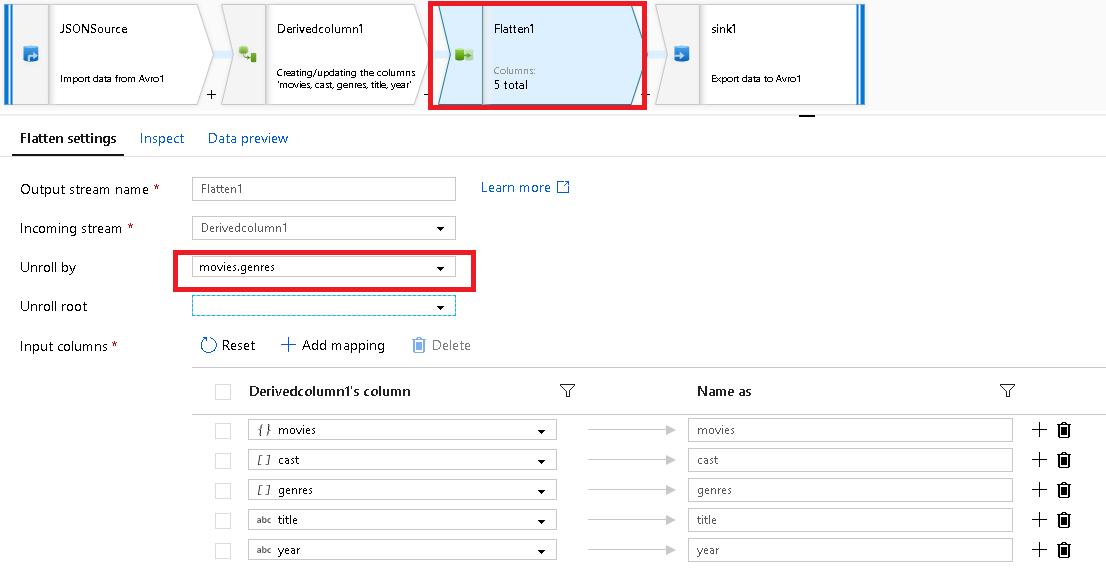 JSONSource
Import data from Avro1
Derivedcolumn1
Creating/updating the columns
'movies, cast, genres, title, year'
Flatten1
Columns:
5 total
sink1
Export data to Avro1
+
Flatten settings
Inspect
Data preview
Output stream name *
Flatten1
Learn more
Incoming stream *
Derivedcolumn1
Unroll by
movies.genres
Unroll root
Input columns *
Reset
+ Add mapping
Delete
Derivedcolumn1's column
Name as
{} movies
movies
[] cast
cast
[] genres
genres
abc title
title
abc year
year